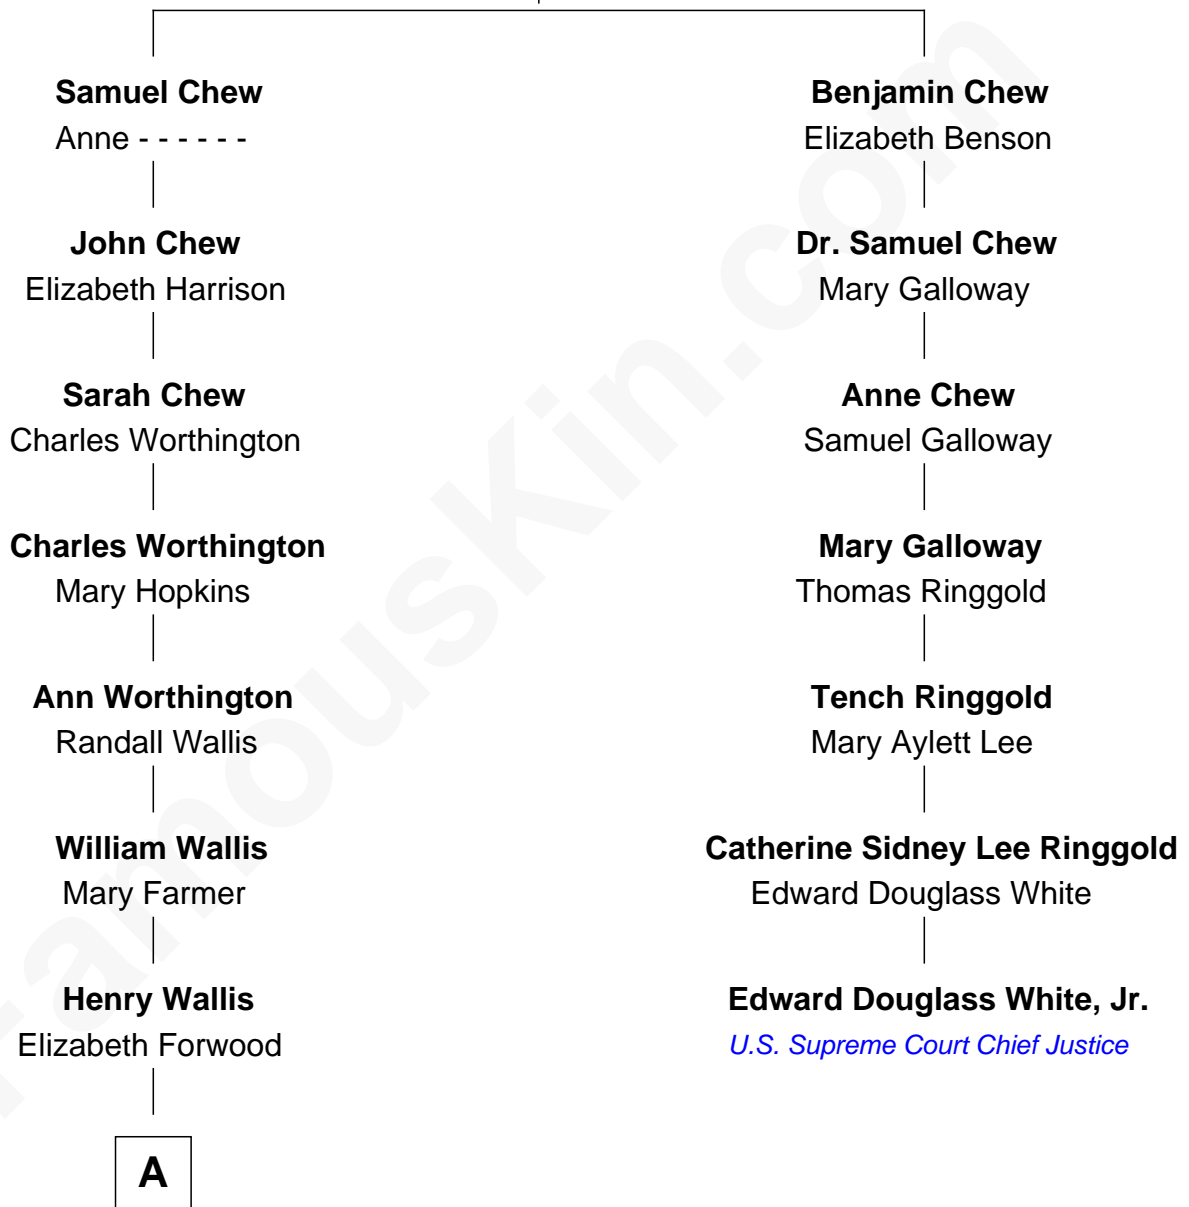 Samuel Chew
Anne - - - - - -
John Chew
Elizabeth Harrison
Sarah Chew
Charles Worthington
Charles Worthington
Mary Hopkins
Ann Worthington
Randall Wallis
William Wallis
Mary Farmer
Henry Wallis
Elizabeth Forwood
A
Benjamin Chew
Elizabeth Benson
Dr. Samuel Chew
Mary Galloway
Anne Chew
Samuel Galloway
Mary Galloway
Thomas Ringgold
Tench Ringgold
Mary Aylett Lee
Catherine Sidney Lee Ringgold
Edward Douglass White
Edward Douglass White, Jr.
U.S. Supreme Court Chief Justice
FamousKin.com